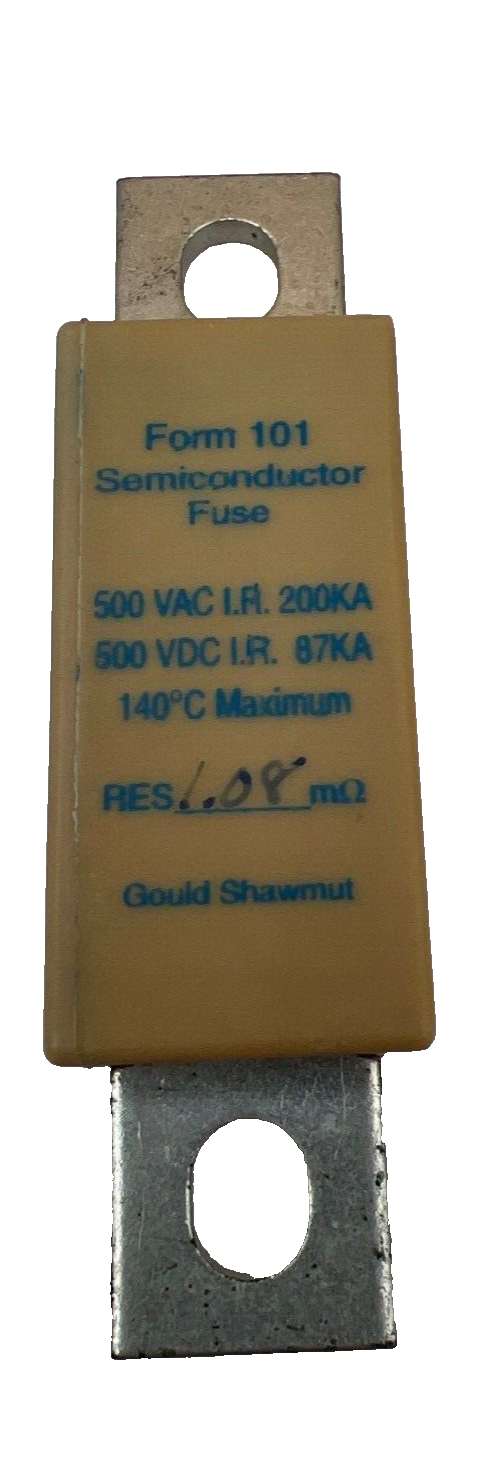 Form 101
Semiconductor
Fuse
500 VAC I.R. 200KA
500 VDC I.R. 87KA
140°C Maximum
RES 1.08 mΩ
Gould Shawmut